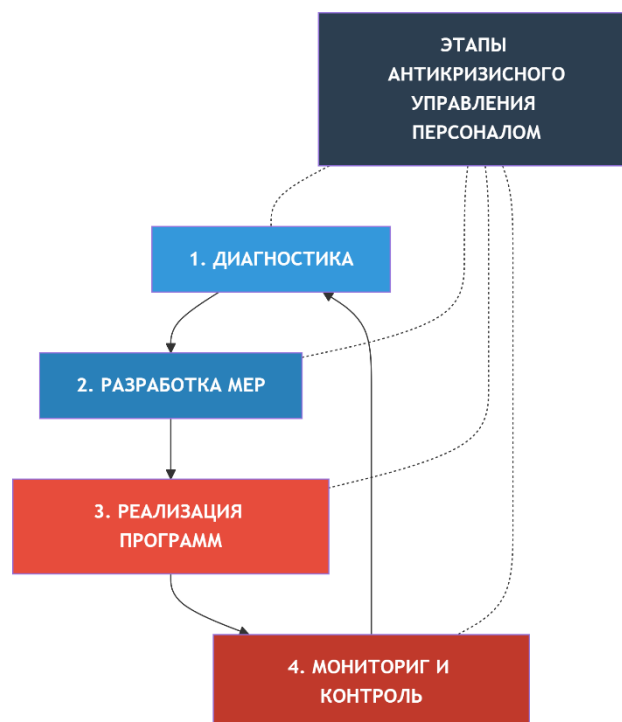 ЭТАПЫ
АНТИКРИЗИСНОГО
УПРАВЛЕНИЯ
ПЕРСОНАЛОМ
1. ДИАГНОСТИКА
2. РАЗРАБОТКА МЕР
3. РЕАЛИЗАЦИЯ
ПРОГРАММ
4. МОНИТОРИГ И
КОНТРОЛЬ